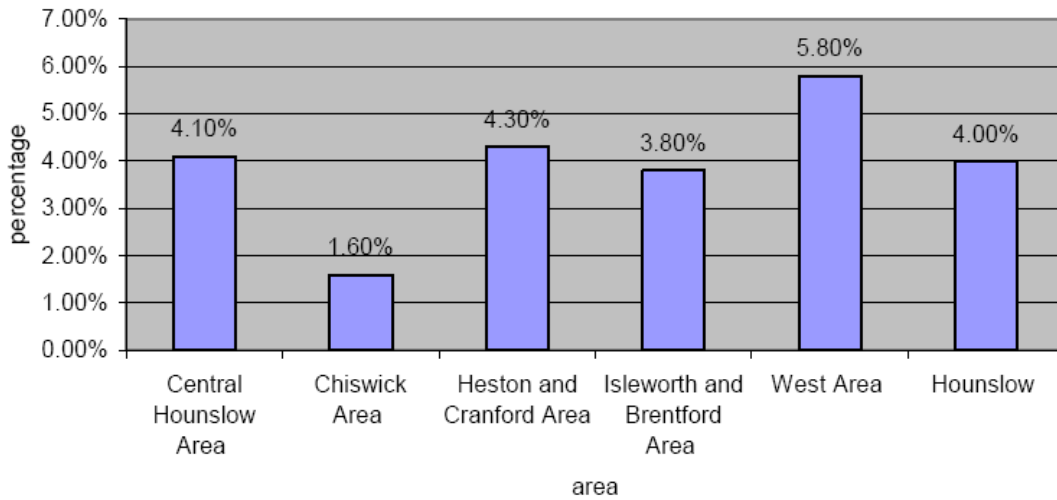 7.00%
6.00%
5.00%
4.00%
3.00%
2.00%
1.00%
0.00%
percentage
4.10%
1.60%
4.30%
3.80%
5.80%
4.00%
Central
Hounslow
Area
Chiswick
Area
Heston and
Cranford Area
Isleworth and
Brentford
Area
West Area
Hounslow
area